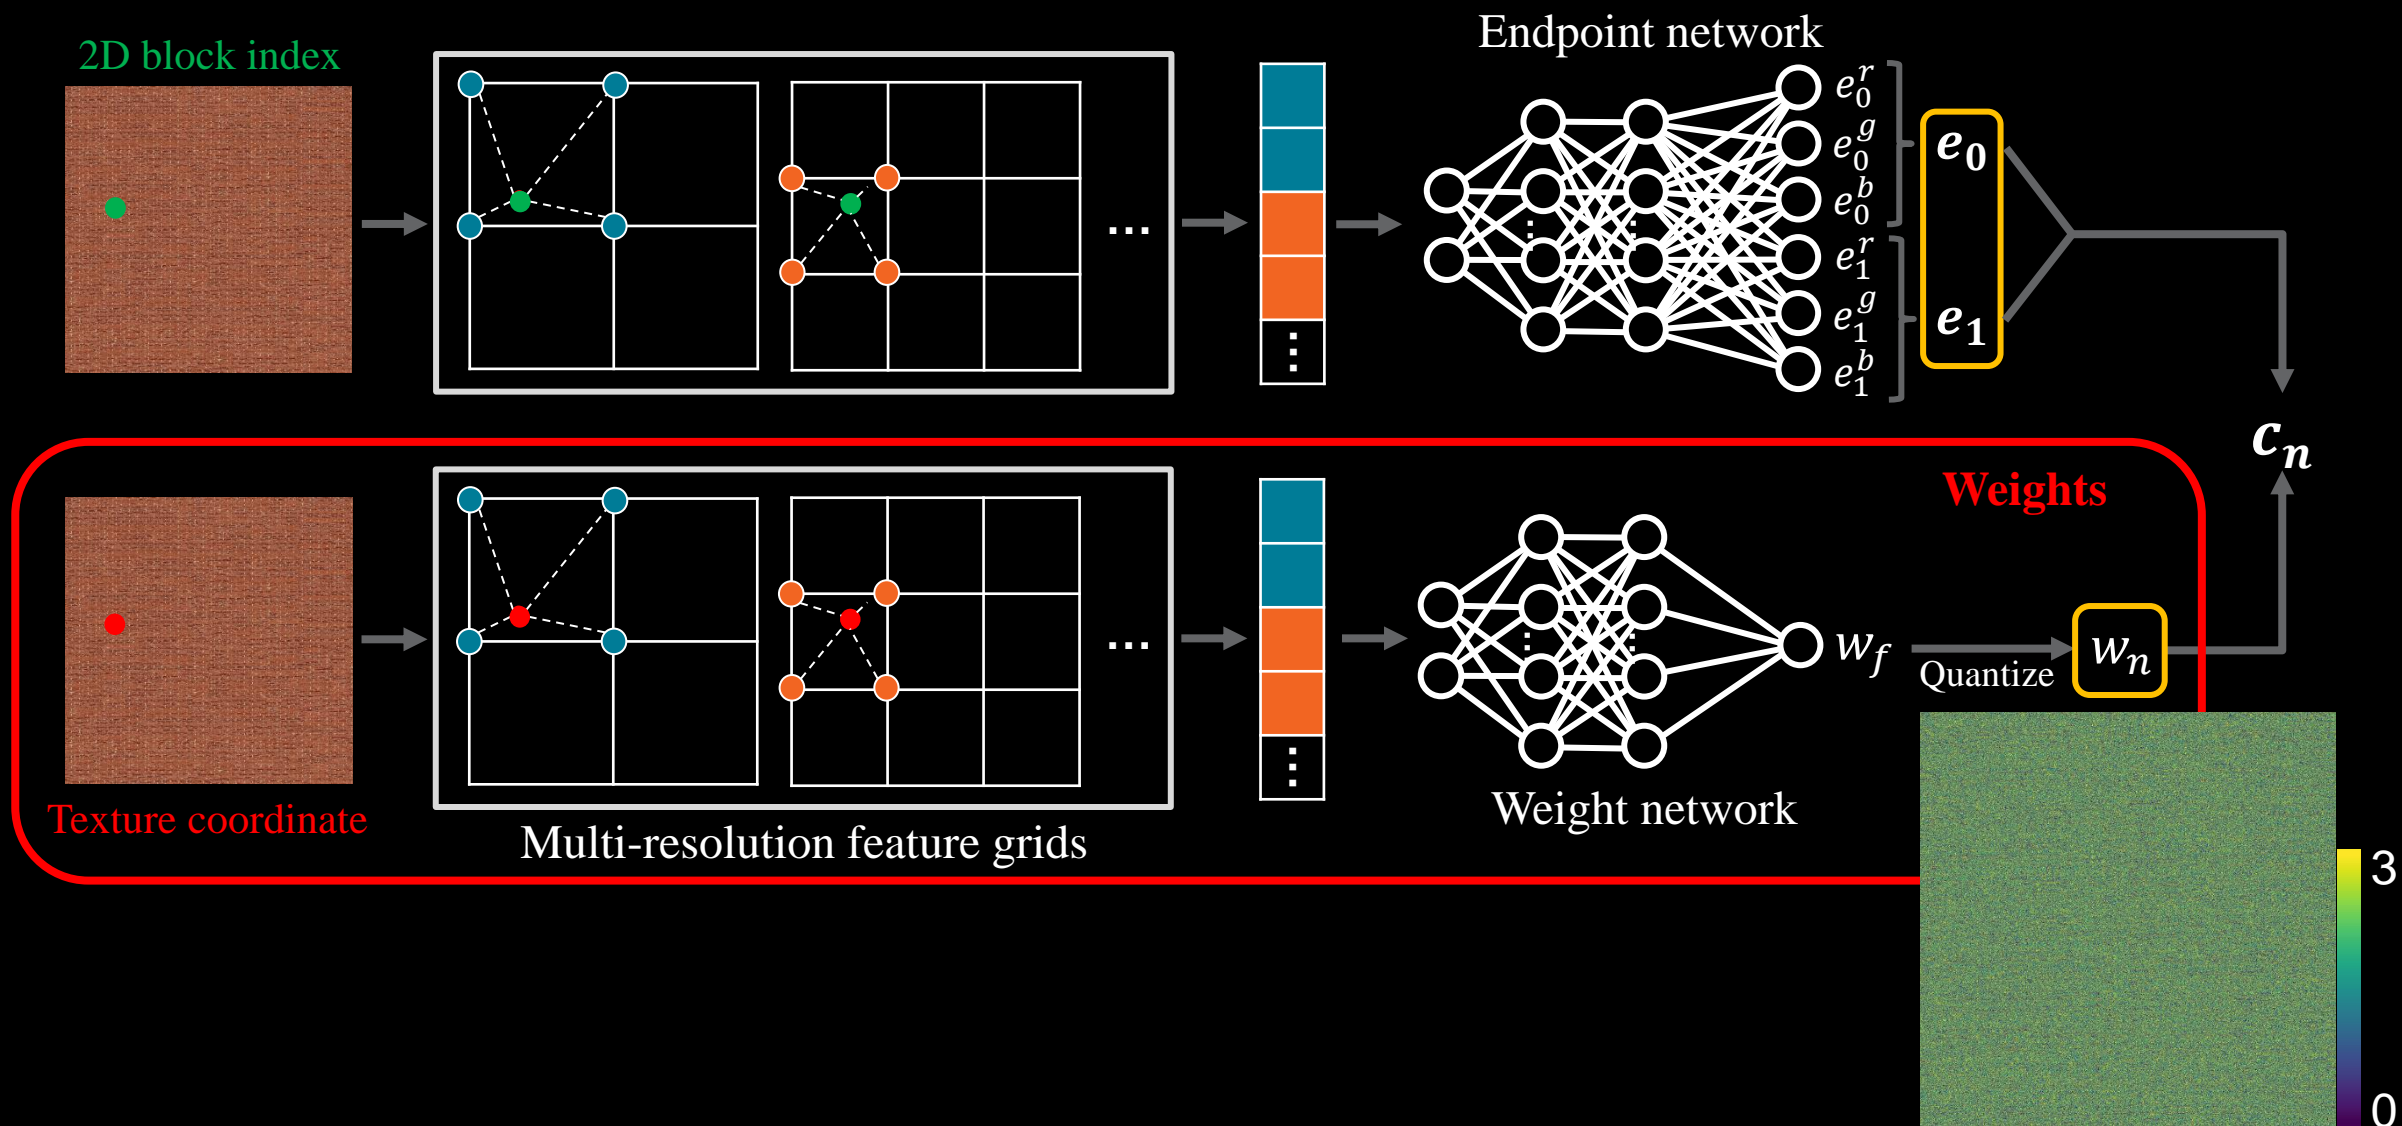 Endpoint network
2D block index
e_0^r
e_0^g
e_0^b
e_1^r
e_1^g
e_1^b
e_0
e_1
c_n
Weights
...
...
w_f
Quantize
w_n
Texture coordinate
Multi-resolution feature grids
Weight network
3
0